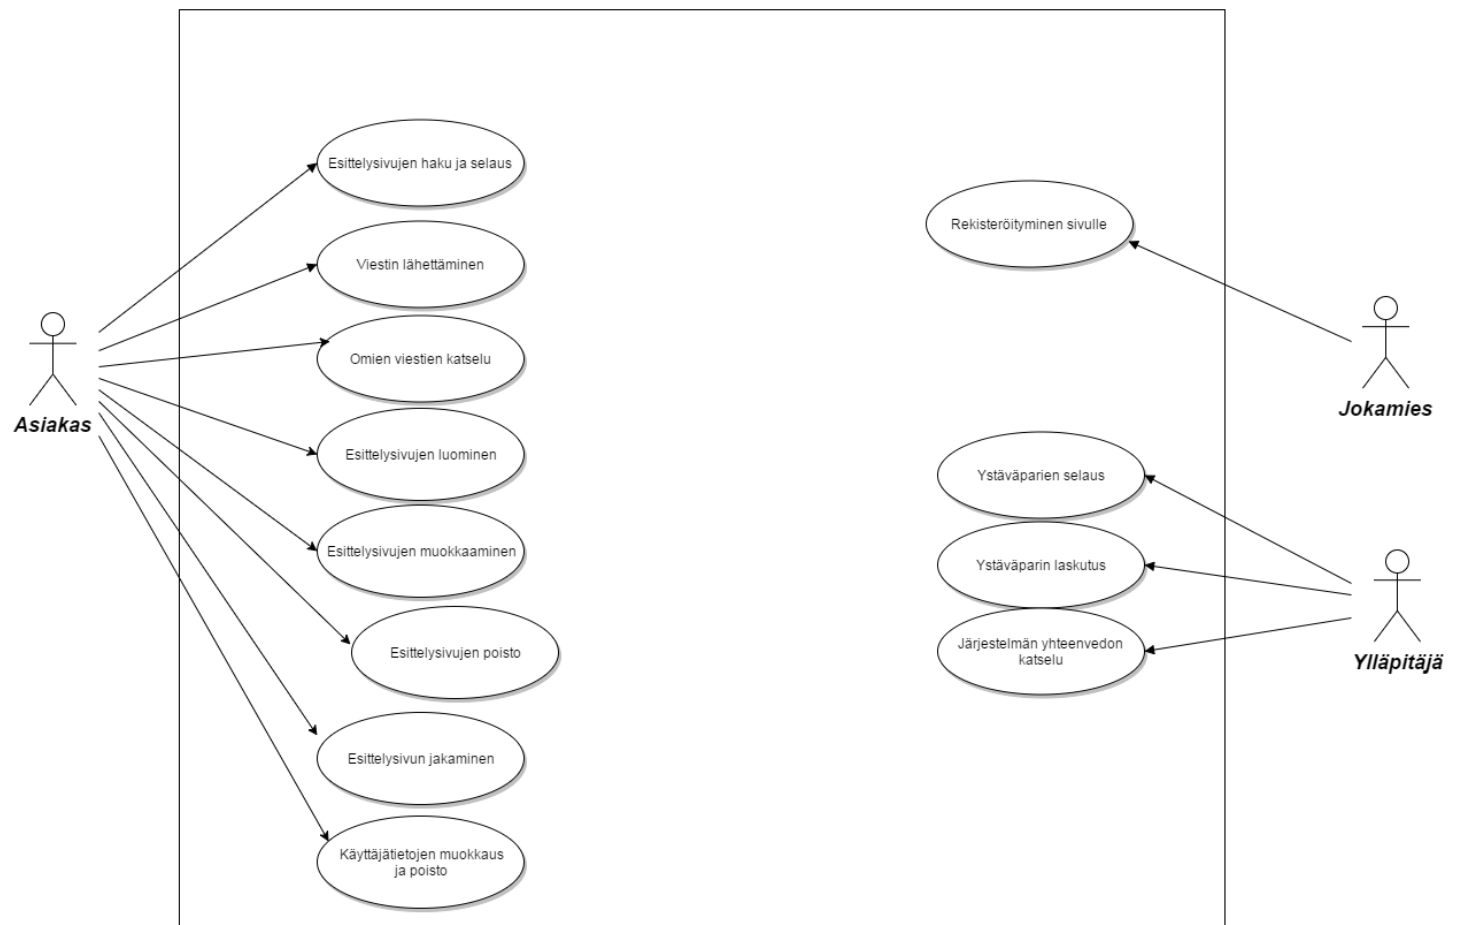 Esittelysivujen haku ja selaus
Viestin lähettäminen
Omien viestien katselu
Esittelysivujen luominen
Esittelysivujen muokkaaminen
Esittelysivujen poisto
Esittelysivun jakaminen
Käyttäjätietojen muokkaus
ja poisto
Asiakas
Rekisteröityminen sivulle
Jokamies
Ystäväparien selaus
Ystäväparin laskutus
Järjestelmän yhteenvedon
katselu
Ylläpitäjä